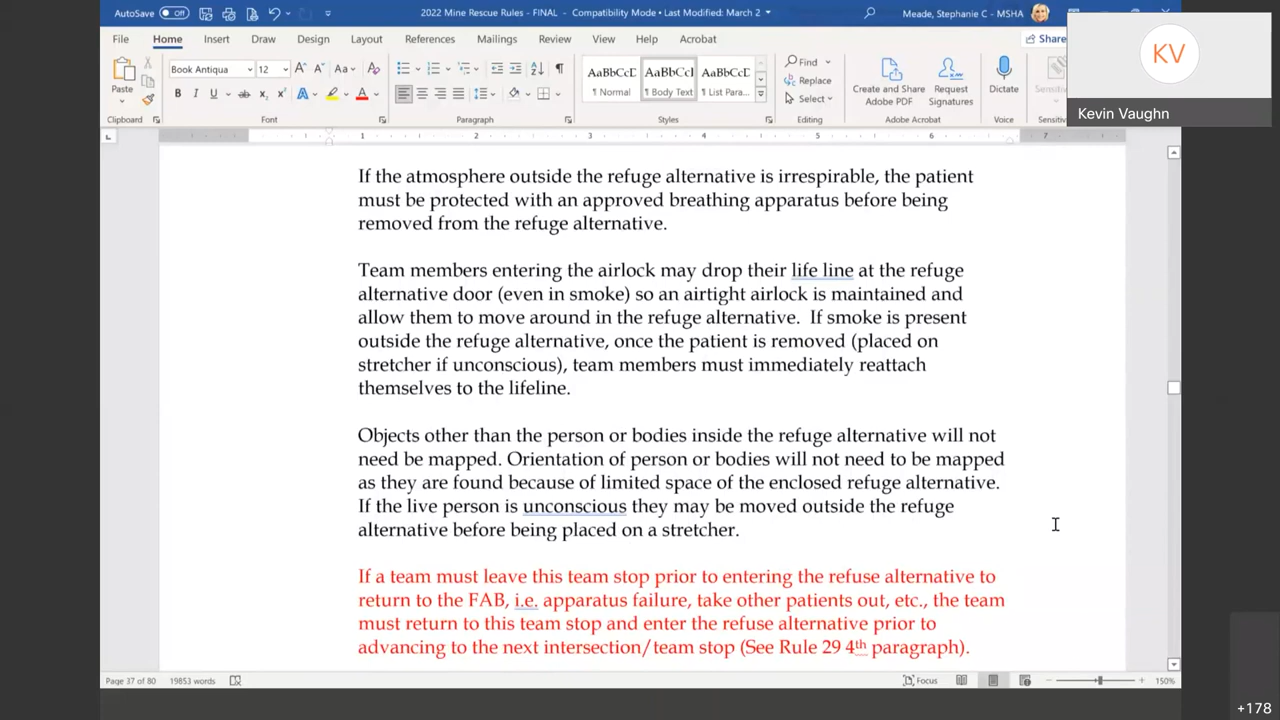 AutoSave Off 2022 Mine Rescue Rules - FINAL - Compatibility Mode • Last Modified: March 2 Meade, Stephanie C - MSHA
File Home Insert Draw Design Layout References Mailings Review View Help Acrobat Share
KV
Kevin Vaughn
Paste Book Antiqua 12 A A Aa A
B I U ab x₂ x² A A
AaBbCcD AaBbCcI AaBbCcD
¶ Normal ¶ Body Text ¶ List Para...
Find
Replace
Select
Create and Share Adobe PDF
Request Signatures
Dictate
Clipboard Font Paragraph Styles Editing Adobe Acrobat Voice
1 2 3 4 5 6 7
If the atmosphere outside the refuge alternative is irrespirable, the patient
must be protected with an approved breathing apparatus before being
removed from the refuge alternative.
Team members entering the airlock may drop their life line at the refuge
alternative door (even in smoke) so an airtight airlock is maintained and
allow them to move around in the refuge alternative. If smoke is present
outside the refuge alternative, once the patient is removed (placed on
stretcher if unconscious), team members must immediately reattach
themselves to the lifeline.
Objects other than the person or bodies inside the refuge alternative will not
need be mapped. Orientation of person or bodies will not need to be mapped
as they are found because of limited space of the enclosed refuge alternative.
If the live person is unconscious they may be moved outside the refuge
alternative before being placed on a stretcher.
If a team must leave this team stop prior to entering the refuse alternative to
return to the FAB, i.e. apparatus failure, take other patients out, etc., the team
must return to this team stop and enter the refuse alternative prior to
advancing to the next intersection/team stop (See Rule 29 4th paragraph).
Page 37 of 80 19853 words Focus 150%
+178